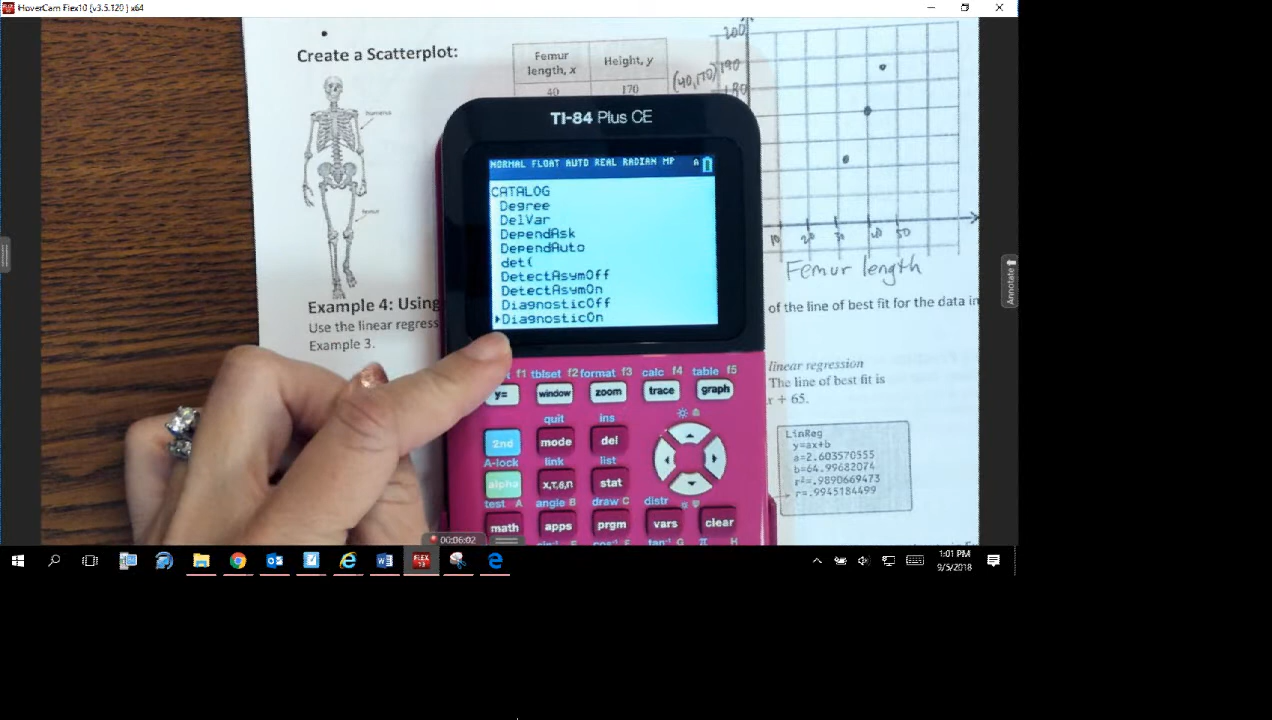 HoverCam Flex10 [v3.5.129] x64
Create a Scatterplot:
Femur length, x
Height, y
40
170
(40,170)
200
190
180
humerus
femur
10 20 30 40 50
Femur length
Annotate
Example 4: Using
Use the linear regress
Example 3.
of the line of best fit for the data in
linear regression
The line of best fit is
+ 65.
LinReg
y=ax+b
a=2.603570555
b=64.99682074
r²=.9890669473
r=.9945184499
TI-84 Plus CE
NORMAL FLOAT AUTO REAL RADIAN MP
CATALOG
Degree
DelVar
DependAsk
DependAuto
det(
DetectAsymOff
DetectAsymOn
DiagnosticOff
DiagnosticOn
f1 tblset f2 format f3 calc f4 table f5
y= window zoom trace graph
quit ins
2nd mode del
A-lock link list
alpha x,τ,θ,n stat
test A angle B draw C distr
math apps prgm vars clear
00:06:02
FLEX
1:01 PM
9/5/2018